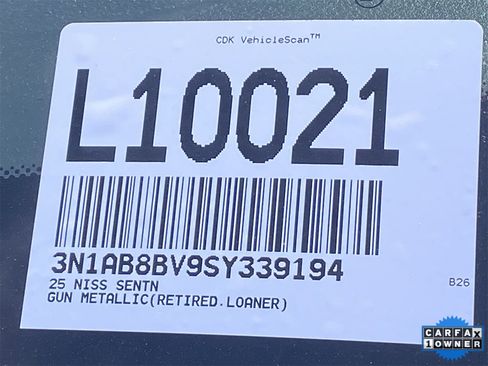 CDK VehicleScan™
L10021
3N1AB8BV9SY339194
25 NISS SENTN
GUN METALLIC(RETIRED.LOANER)
B26
CARFAX
1 OWNER